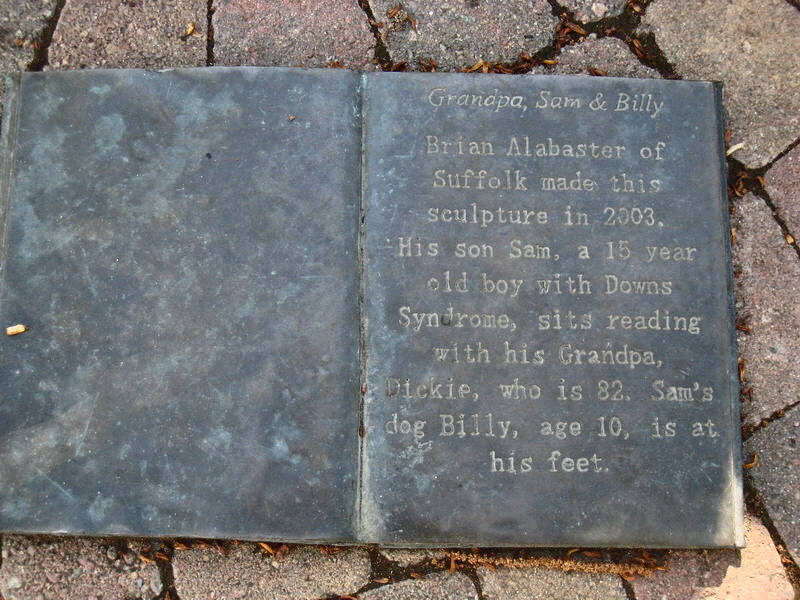 Grandpa, Sam & Billy
Brian Alabaster of
Suffolk made this
sculpture in 2003.
His son Sam, a 15 year
old boy with Downs
Syndrome, sits reading
with his Grandpa,
Dickie, who is 82. Sam's
dog Billy, age 10, is at
his feet.